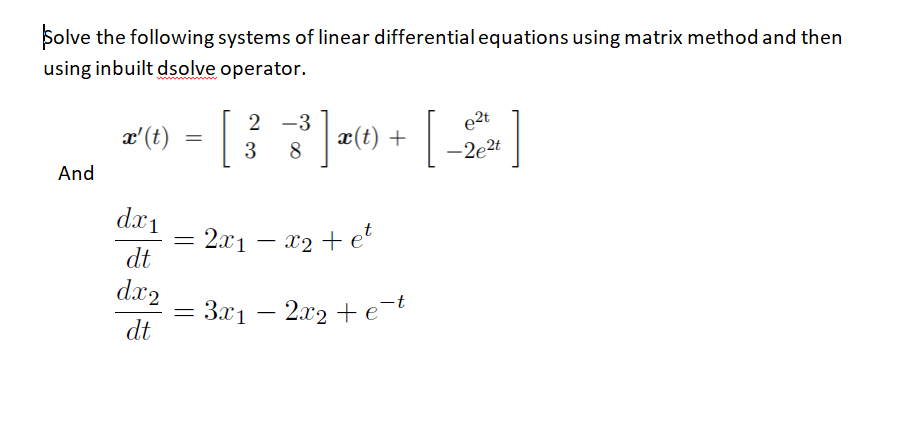 Solve the following systems of linear differential equations using matrix method and then
using inbuilt dsolve operator.
x′(t) = [ 2 −3 ; 3 8 ] x(t) + [ e^{2t} ; −2e^{2t} ]
And
dx₁/dt = 2x₁ − x₂ + e^t
dx₂/dt = 3x₁ − 2x₂ + e^{−t}